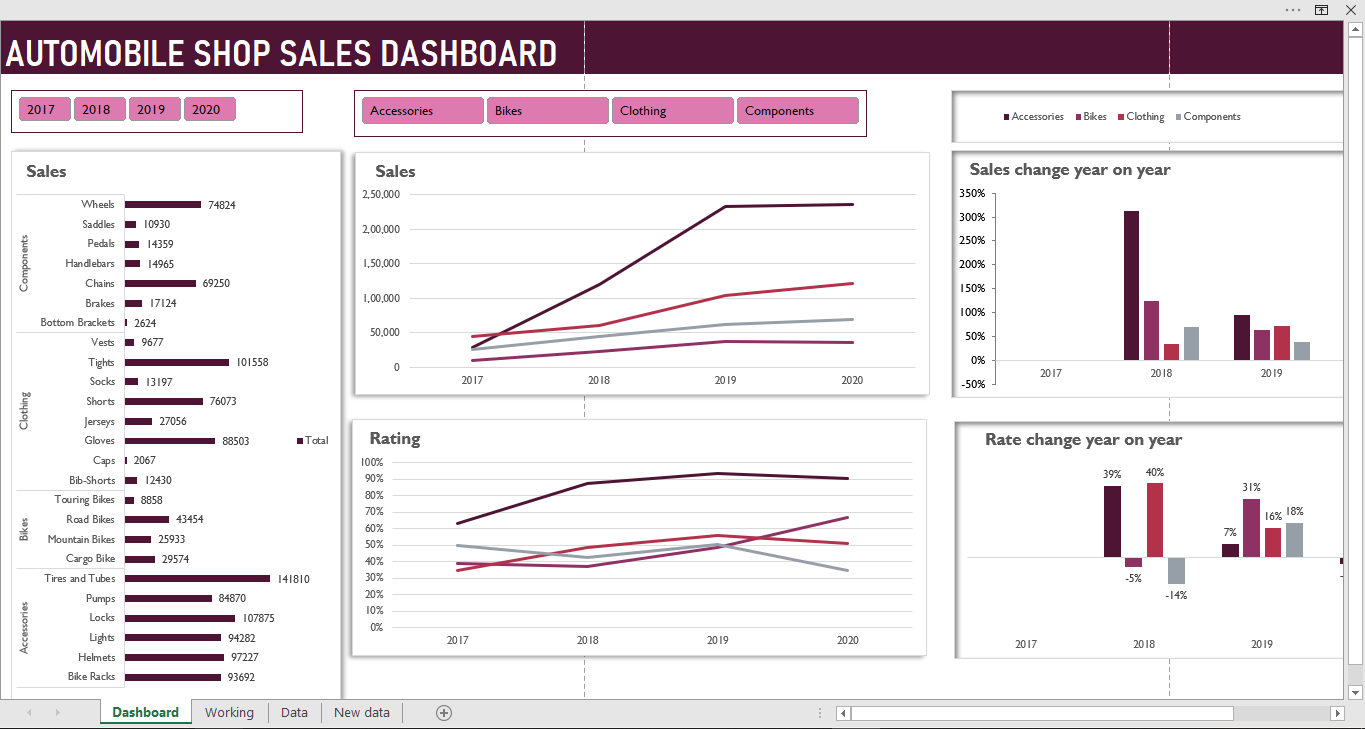 AUTOMOBILE SHOP SALES DASHBOARD
2017 2018 2019 2020
Accessories Bikes Clothing Components
Accessories Bikes Clothing Components
Sales
Components
Wheels 74824
Saddles 10930
Pedals 14359
Handlebars 14965
Chains 69250
Brakes 17124
Bottom Brackets 2624
Clothing
Vests 9677
Tights 101558
Socks 13197
Shorts 76073
Jerseys 27056
Gloves 88503
Caps 2067
Bib-Shorts 12430
Bikes
Touring Bikes 8858
Road Bikes 43454
Mountain Bikes 25933
Cargo Bike 29574
Accessories
Tires and Tubes 141810
Pumps 84870
Locks 107875
Lights 94282
Helmets 97227
Bike Racks 93692
Total
Sales
2,50,000
2,00,000
1,50,000
1,00,000
50,000
0
2017 2018 2019 2020
Sales change year on year
350%
300%
250%
200%
150%
100%
50%
0%
-50%
2017 2018 2019
Rating
100%
90%
80%
70%
60%
50%
40%
30%
20%
10%
0%
2017 2018 2019 2020
Rate change year on year
39% 40%
31%
7% 16% 18%
-5%
-14%
2017 2018 2019
Dashboard Working Data New data